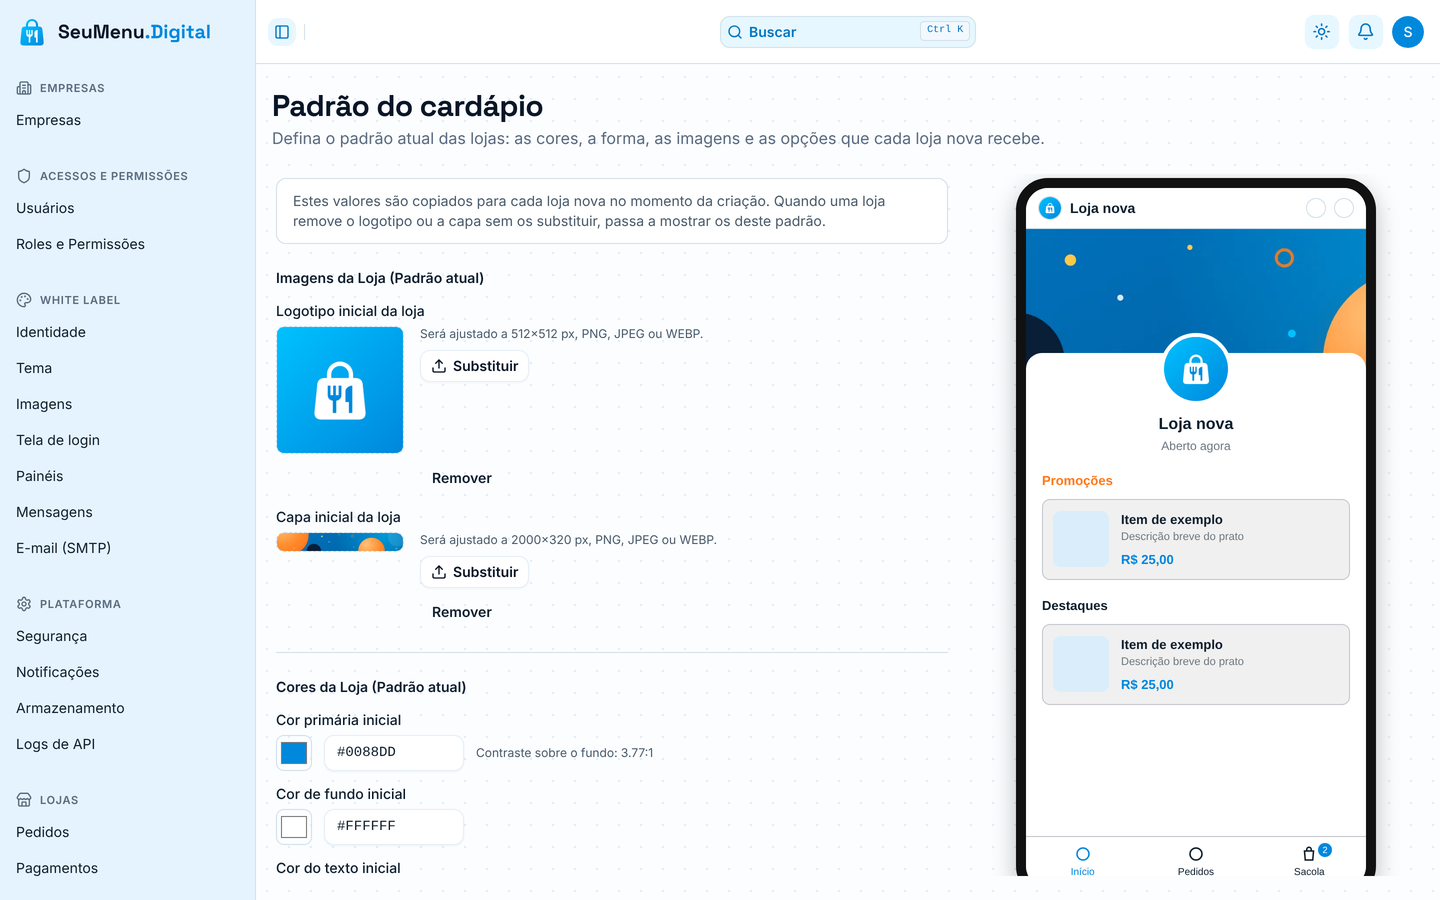 SeuMenu.Digital
Buscar
Ctrl K
S
EMPRESAS
Empresas
ACESSOS E PERMISSÕES
Usuários
Roles e Permissões
WHITE LABEL
Identidade
Tema
Imagens
Tela de login
Painéis
Mensagens
E-mail (SMTP)
PLATAFORMA
Segurança
Notificações
Armazenamento
Logs de API
LOJAS
Pedidos
Pagamentos
Padrão do cardápio
Defina o padrão atual das lojas: as cores, a forma, as imagens e as opções que cada loja nova recebe.
Estes valores são copiados para cada loja nova no momento da criação. Quando uma loja
remove o logotipo ou a capa sem os substituir, passa a mostrar os deste padrão.
Imagens da Loja (Padrão atual)
Logotipo inicial da loja
Será ajustado a 512×512 px, PNG, JPEG ou WEBP.
Substituir
Remover
Capa inicial da loja
Será ajustado a 2000×320 px, PNG, JPEG ou WEBP.
Substituir
Remover
Cores da Loja (Padrão atual)
Cor primária inicial
#0088DD
Contraste sobre o fundo: 3.77:1
Cor de fundo inicial
#FFFFFF
Cor do texto inicial
Loja nova
Loja nova
Aberto agora
Promoções
Item de exemplo
Descrição breve do prato
R$ 25,00
Destaques
Item de exemplo
Descrição breve do prato
R$ 25,00
Início
Pedidos
2
Sacola